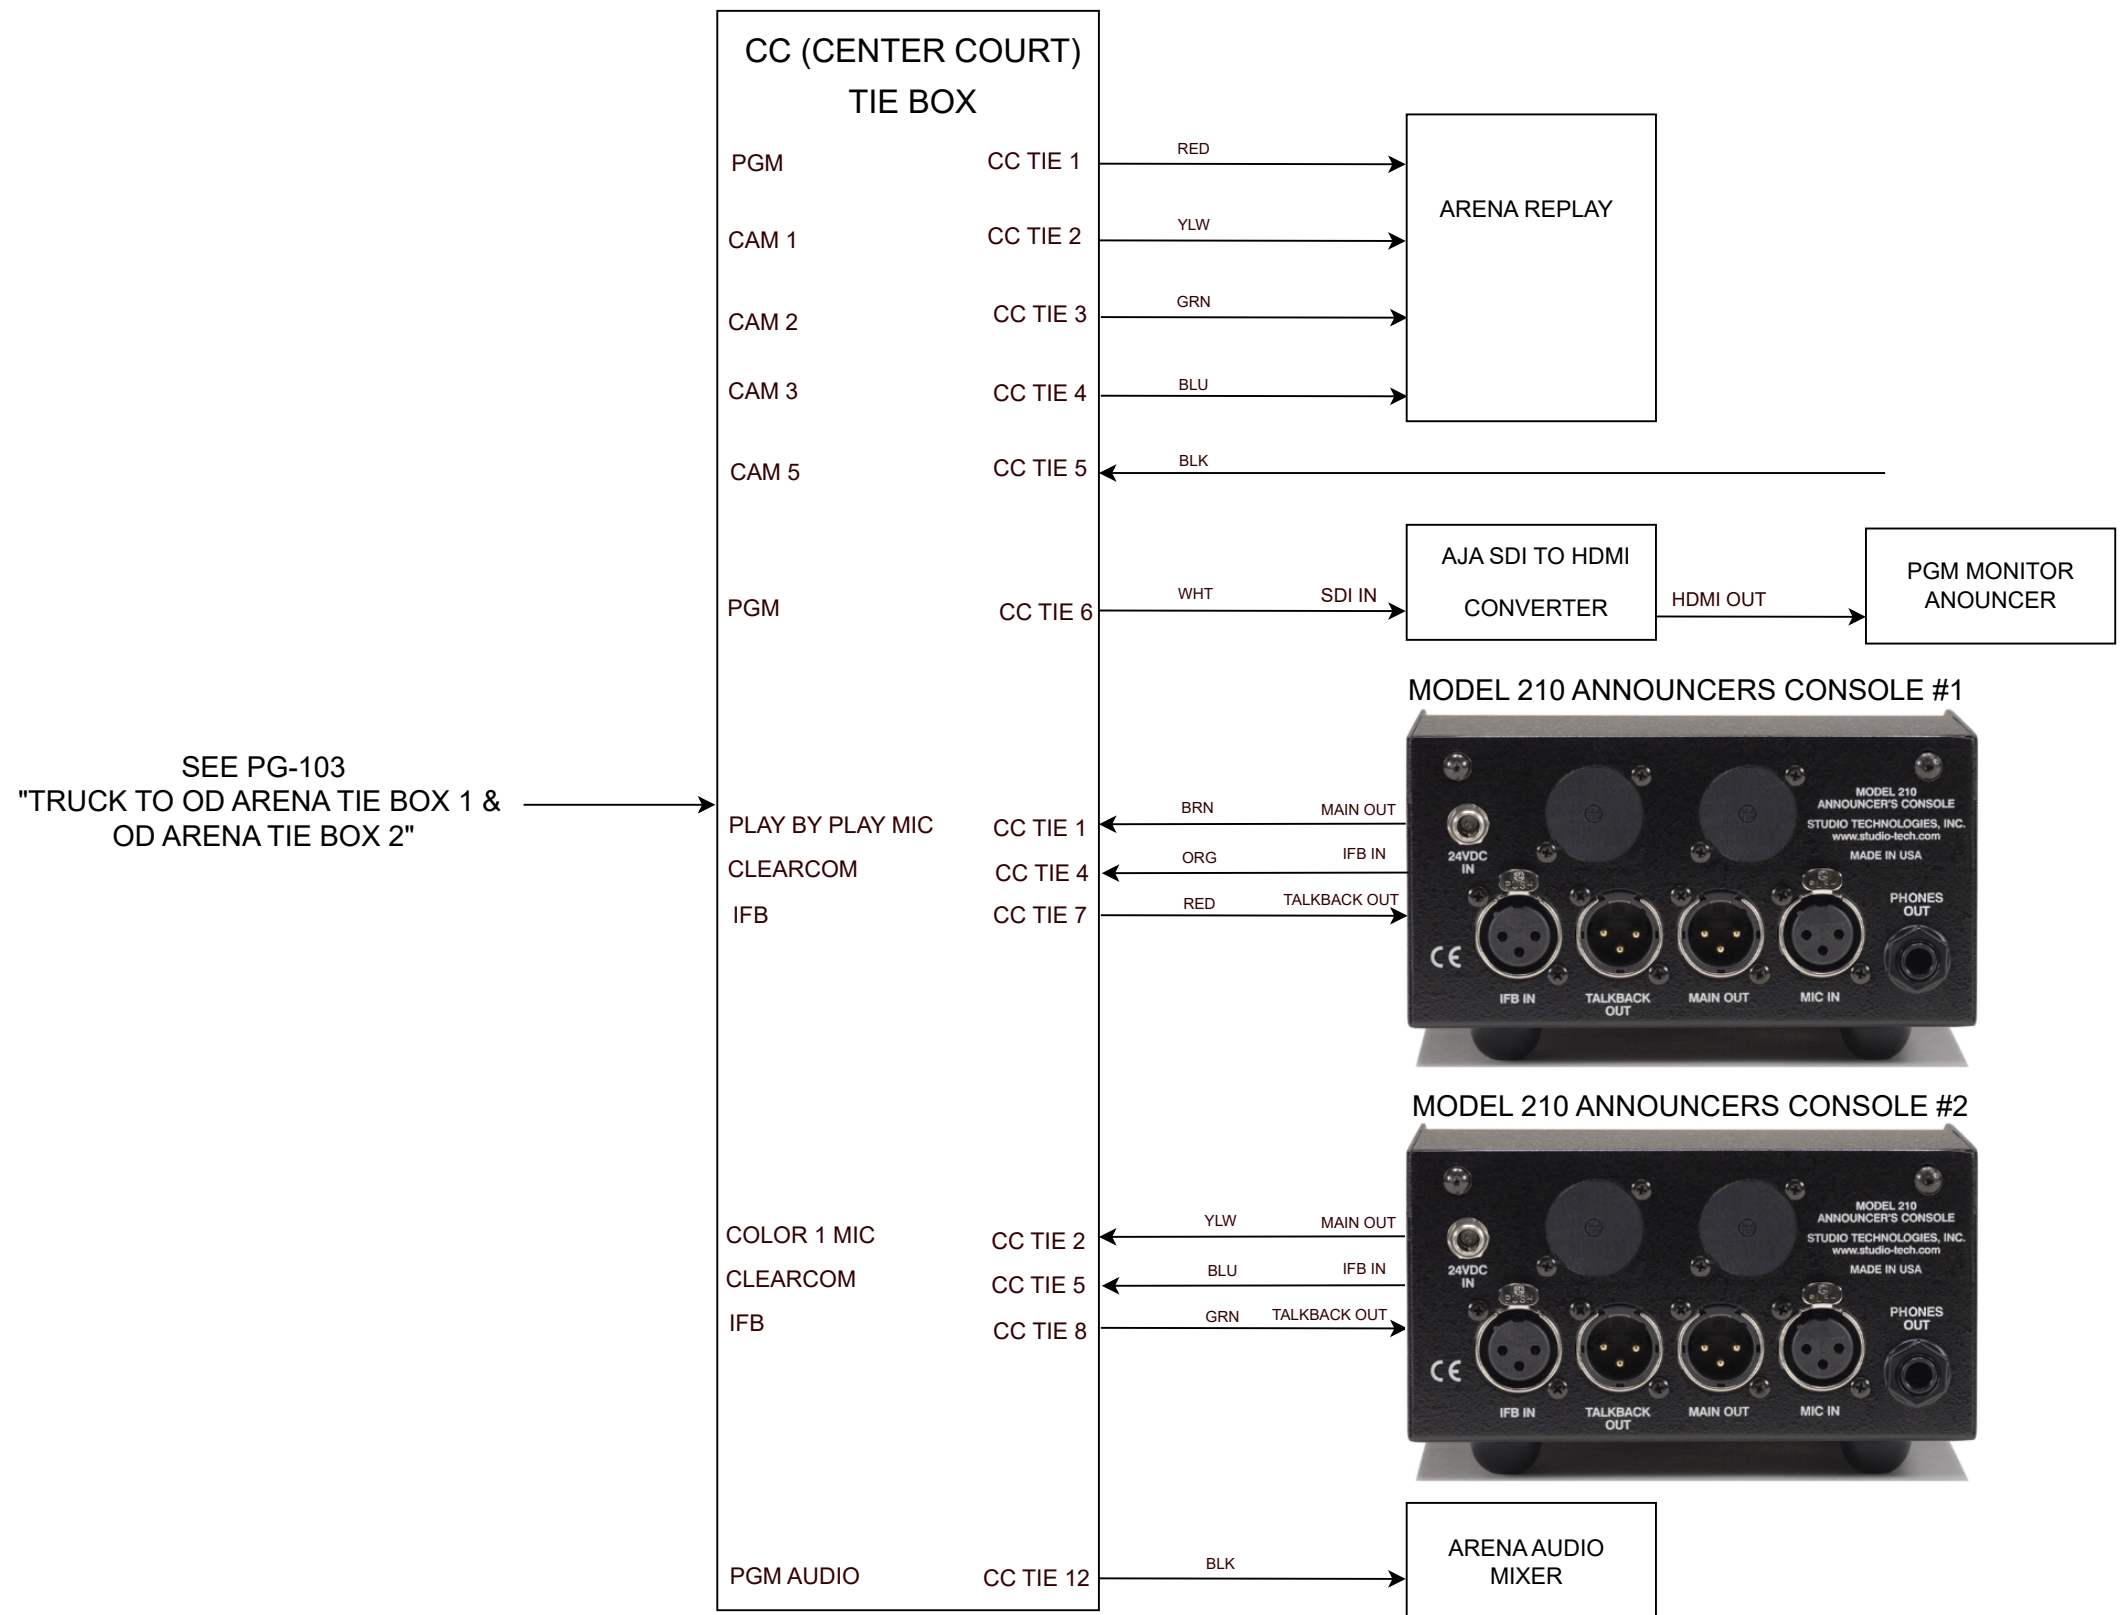 CC (CENTER COURT)
TIE BOX
PGM
CC TIE 1
RED
CAM 1
CC TIE 2
YLW
CAM 2
CC TIE 3
GRN
CAM 3
CC TIE 4
BLU
ARENA REPLAY
CAM 5
CC TIE 5
BLK
PGM
CC TIE 6
WHT
SDI IN
AJA SDI TO HDMI
CONVERTER
HDMI OUT
PGM MONITOR
ANOUNCER
SEE PG-103
"TRUCK TO OD ARENA TIE BOX 1 &
OD ARENA TIE BOX 2"
MODEL 210 ANNOUNCERS CONSOLE #1
PLAY BY PLAY MIC
CC TIE 1
BRN
MAIN OUT
CLEARCOM
CC TIE 4
ORG
IFB IN
IFB
CC TIE 7
RED
TALKBACK OUT
MODEL 210
ANNOUNCER'S CONSOLE
STUDIO TECHNOLOGIES, INC.
www.studio-tech.com
MADE IN USA
24VDC
IN
PUSH
PUSH
PHONES
OUT
CE
IFB IN
TALKBACK
OUT
MAIN OUT
MIC IN
MODEL 210 ANNOUNCERS CONSOLE #2
COLOR 1 MIC
CC TIE 2
YLW
MAIN OUT
CLEARCOM
CC TIE 5
BLU
IFB IN
IFB
CC TIE 8
GRN
TALKBACK OUT
MODEL 210
ANNOUNCER'S CONSOLE
STUDIO TECHNOLOGIES, INC.
www.studio-tech.com
MADE IN USA
24VDC
IN
PUSH
PUSH
PHONES
OUT
CE
IFB IN
TALKBACK
OUT
MAIN OUT
MIC IN
PGM AUDIO
CC TIE 12
BLK
ARENA AUDIO
MIXER